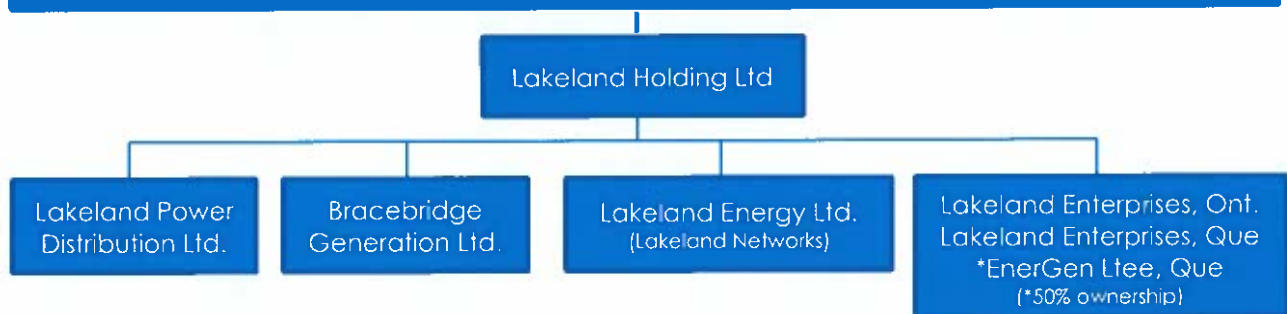 Lakeland Holding Ltd
Lakeland Power
Distribution Ltd.
Bracebridge
Generation Ltd.
Lakeland Energy Ltd.
(Lakeland Networks)
Lakeland Enterprises, Ont.
Lakeland Enterprises, Que
*EnerGen Ltee, Que
(*50% ownership)